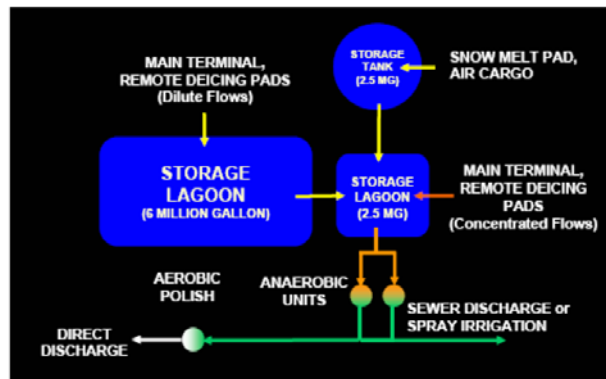 MAIN TERMINAL,
REMOTE DEICING PADS
(Dilute Flows)
STORAGE
TANK
(2.5 MG)
SNOW MELT PAD,
AIR CARGO
STORAGE
LAGOON
(6 MILLION GALLON)
STORAGE
LAGOON
(2.5 MG)
MAIN TERMINAL,
REMOTE DEICING
PADS
(Concentrated Flows)
AEROBIC
POLISH
ANAEROBIC
UNITS
SEWER DISCHARGE or
SPRAY IRRIGATION
DIRECT
DISCHARGE